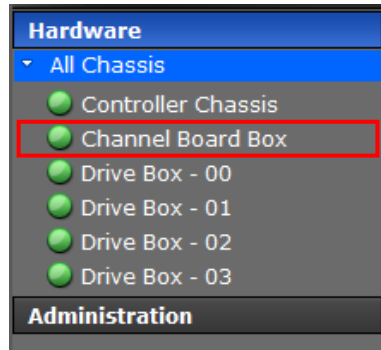 Hardware
All Chassis
Controller Chassis
Channel Board Box
Drive Box - 00
Drive Box - 01
Drive Box - 02
Drive Box - 03
Administration